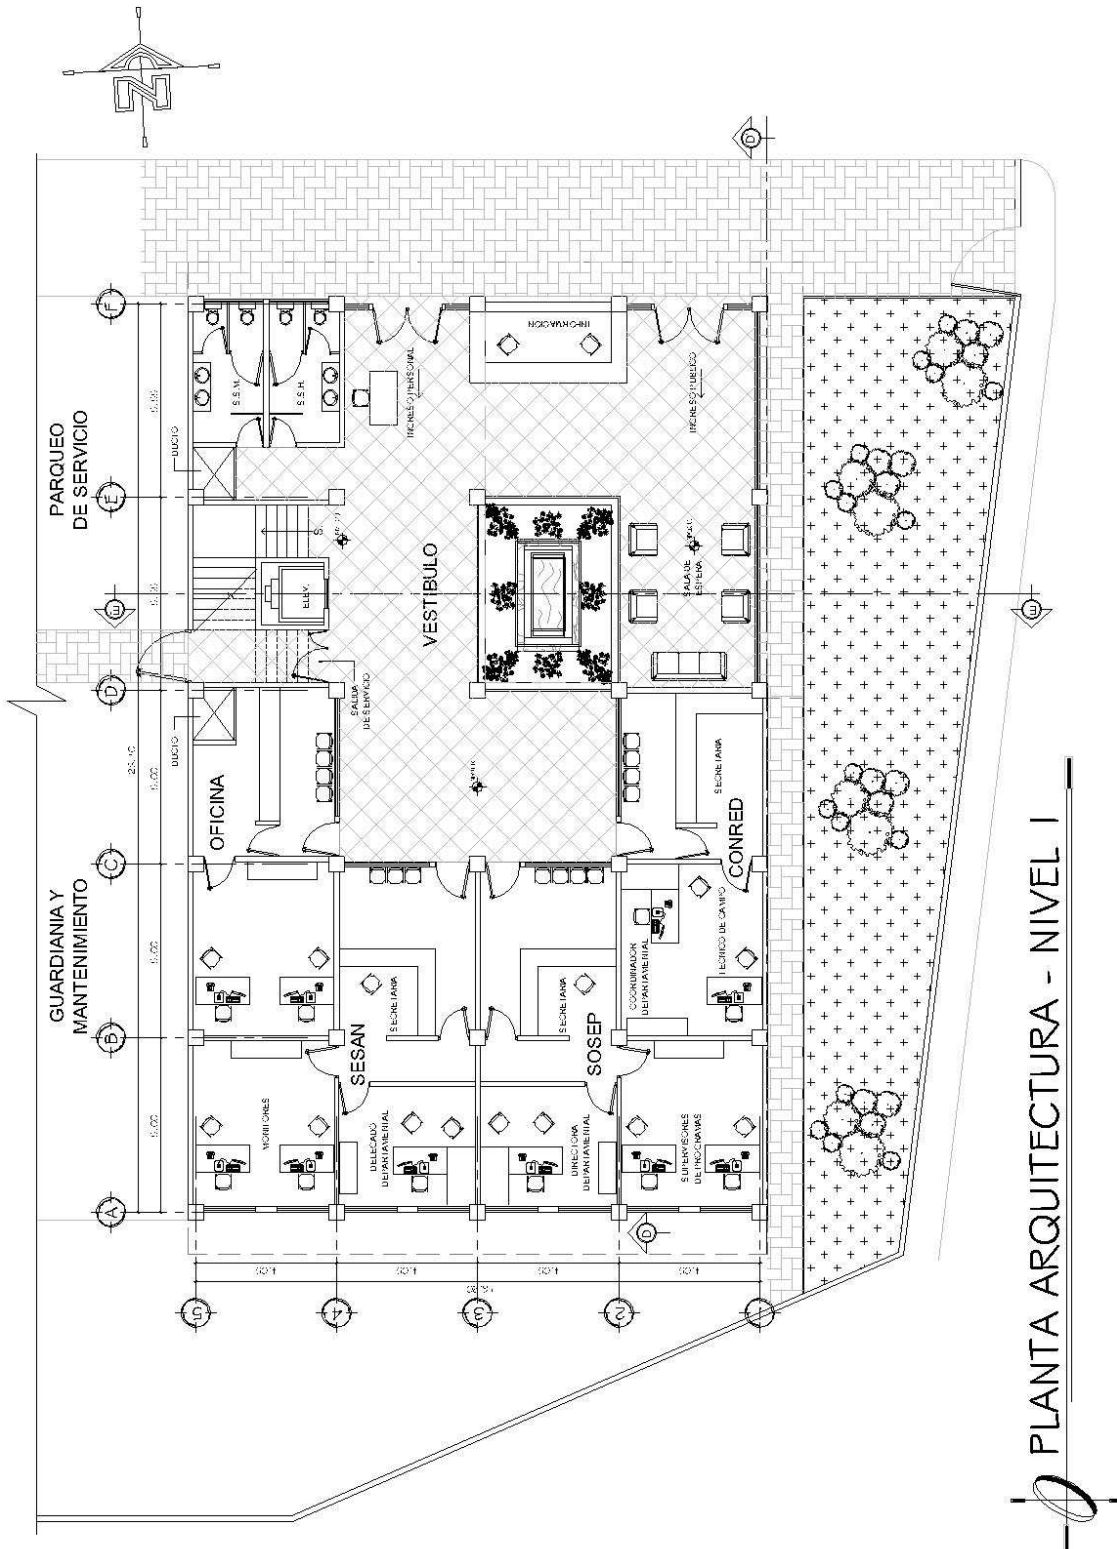 N
PARQUEO
DE SERVICIO
GUARDIANIA Y
MANTENIMIENTO
A
B
C
D
E
F
5
4
3
2
DUCTO
DUCTO
S.S.M.
S.S.H.
INFORMACION
INGRESO PERSONAL
INGRESO PUBLICO
VESTIBULO
ELEV.
S
SALIDA
DE SERVICIO
SALA DE
ESPERA
OFICINA
CONRED
SECRETARIA
COORDINADOR
DEPARTAMENTAL
TECNICO DE CAMPO
SESAN
SECRETARIA
SOSEP
SECRETARIA
MONITORES
DELEGADO
DEPARTAMENTAL
DIRECTORA
DEPARTAMENTAL
SUPERVISORES
DE PROGRAMAS
D
D'
PLANTA ARQUITECTURA - NIVEL I